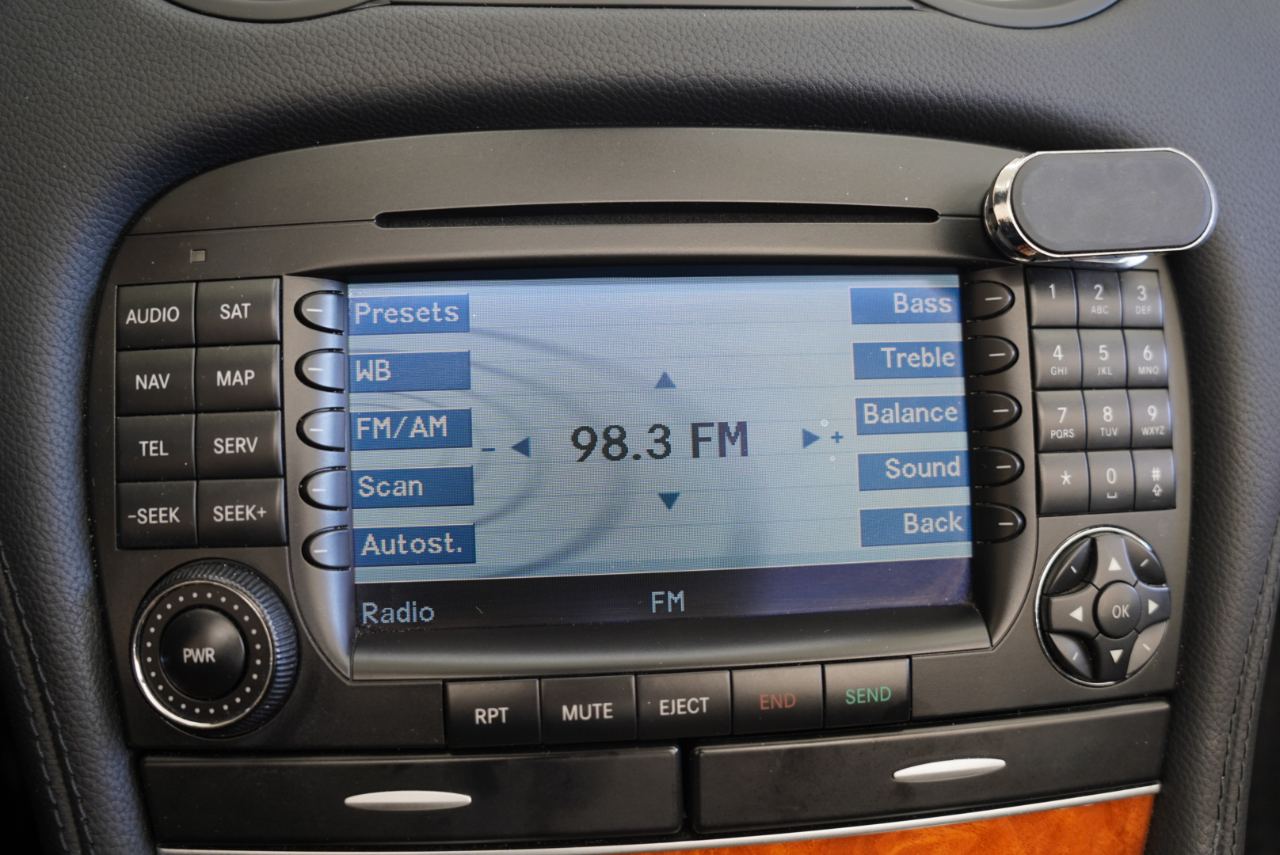 AUDIO SAT
NAV MAP
TEL SERV
-SEEK SEEK+
PWR
Presets
WB
FM/AM
Scan
Autost.
- 98.3 FM +
Bass
Treble
Balance
Sound
Back
Radio FM
1 2 ABC 3 DEF
4 GHI 5 JKL 6 MNO
7 PQRS 8 TUV 9 WXYZ
* 0 #
OK
RPT MUTE EJECT END SEND